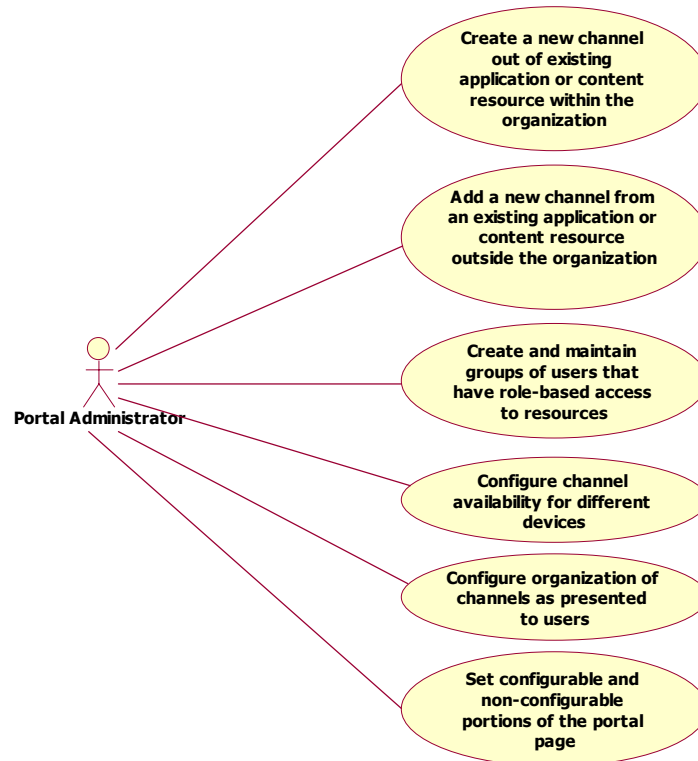 Create a new channel
out of existing
application or content
resource within the
organization
Add a new channel from
an existing application or
content resource
outside the organization
Create and maintain
groups of users that
have role-based access
to resources
Portal Administrator
Configure channel
availability for different
devices
Configure organization of
channels as presented
to users
Set configurable and
non-configurable
portions of the portal
page